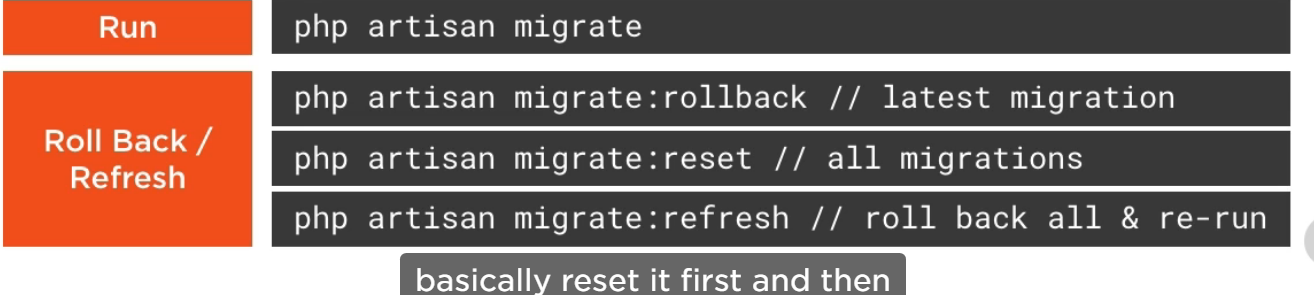 Run
php artisan migrate
Roll Back /
Refresh
php artisan migrate:rollback // latest migration
php artisan migrate:reset // all migrations
php artisan migrate:refresh // roll back all & re-run
basically reset it first and then